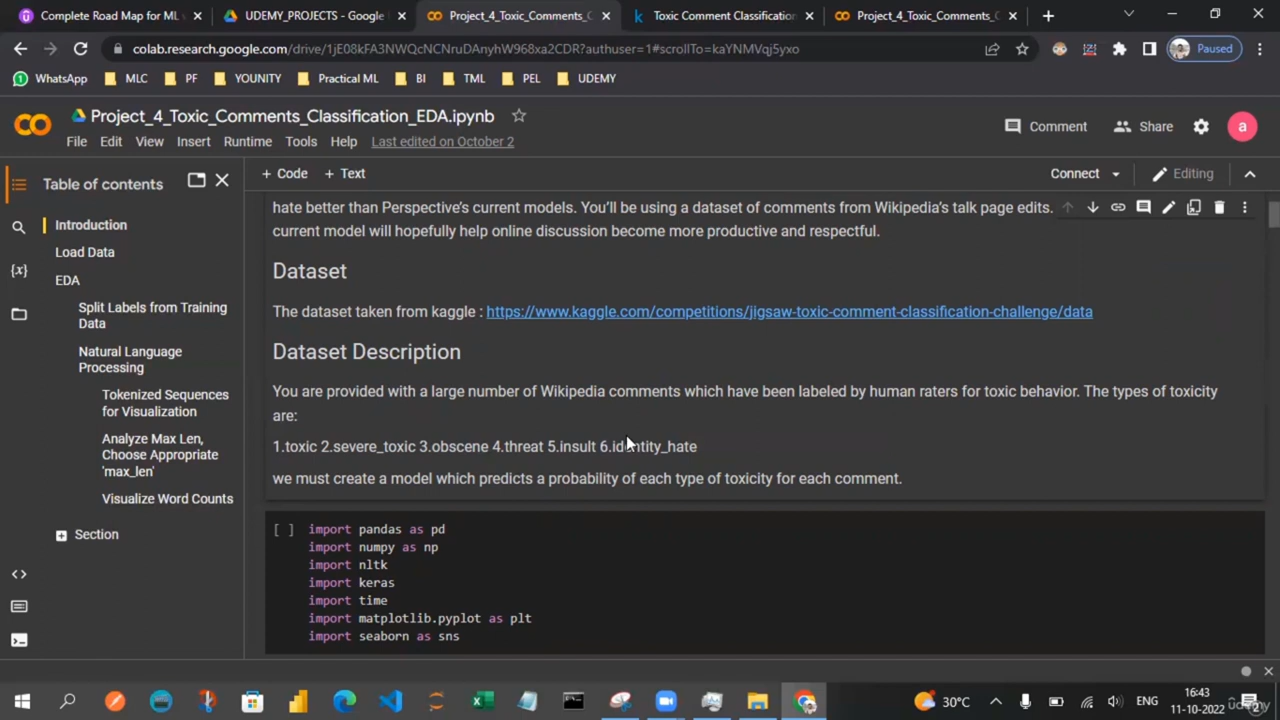 Complete Road Map for ML
UDEMY_PROJECTS - Google
Project_4_Toxic_Comments_C
Toxic Comment Classification
Project_4_Toxic_Comments_C
colab.research.google.com/drive/1jE08kFA3NWQcNCNruDAnyhW968xa2CDR?authuser=1#scrollTo=kaYNMVqj5yxo
Paused
WhatsApp MLC PF YOUNITY Practical ML BI TML PEL UDEMY
Project_4_Toxic_Comments_Classification_EDA.ipynb
Comment Share a
File Edit View Insert Runtime Tools Help Last edited on October 2
Table of contents
+ Code + Text
Connect Editing
Introduction
Load Data
EDA
Split Labels from Training
Data
Natural Language
Processing
Tokenized Sequences
for Visualization
Analyze Max Len,
Choose Appropriate
'max_len'
Visualize Word Counts
Section
hate better than Perspective's current models. You'll be using a dataset of comments from Wikipedia's talk page edits.
current model will hopefully help online discussion become more productive and respectful.
Dataset
The dataset taken from kaggle : https://www.kaggle.com/competitions/jigsaw-toxic-comment-classification-challenge/data
Dataset Description
You are provided with a large number of Wikipedia comments which have been labeled by human raters for toxic behavior. The types of toxicity
are:
1.toxic 2.severe_toxic 3.obscene 4.threat 5.insult 6.identity_hate
we must create a model which predicts a probability of each type of toxicity for each comment.
[ ] import pandas as pd
import numpy as np
import nltk
import keras
import time
import matplotlib.pyplot as plt
import seaborn as sns
30°C
ENG
16:43
11-10-2022
udemy